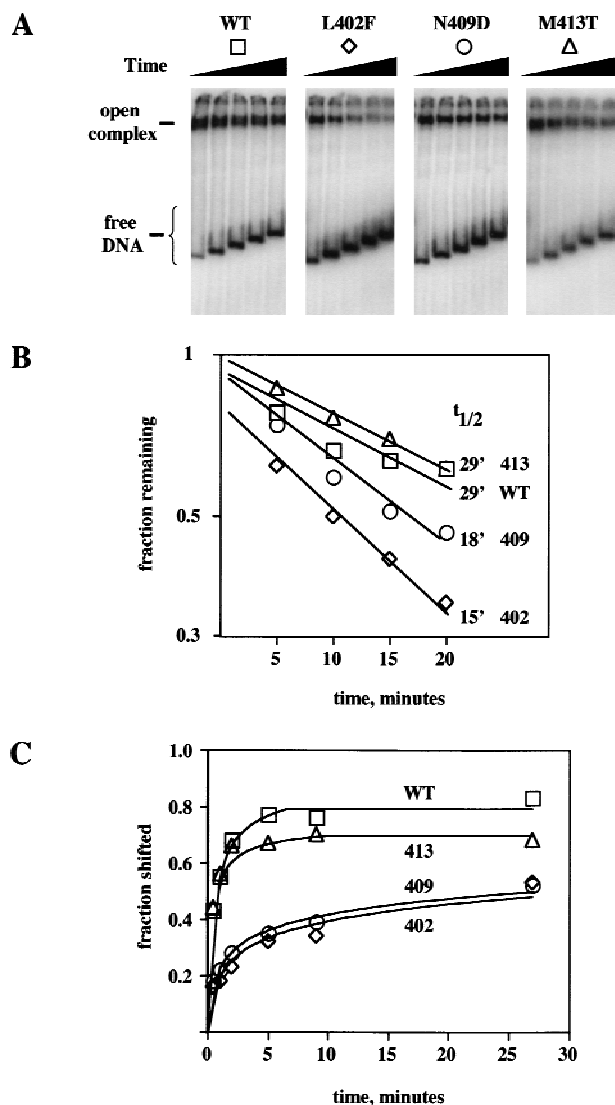 A
WT L402F N409D M413T
Time
open
complex
free
DNA
B
1
0.5
0.3
fraction remaining
t1/2
29' 413
29' WT
18' 409
15' 402
5 10 15 20
time, minutes
C
1.0
0.8
0.6
0.4
0.2
fraction shifted
WT
413
409
402
0 5 10 15 20 25 30
time, minutes